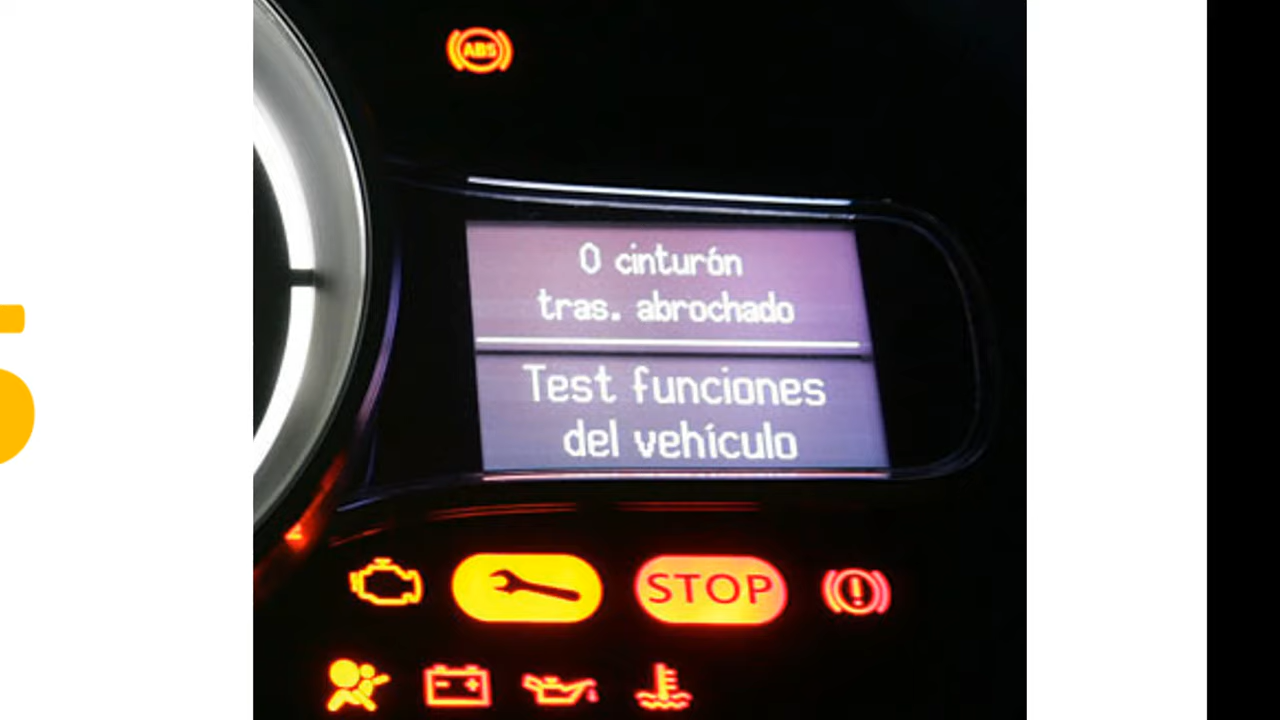 ABS
0 cinturón
tras. abrochado
Test funciones
del vehículo
STOP